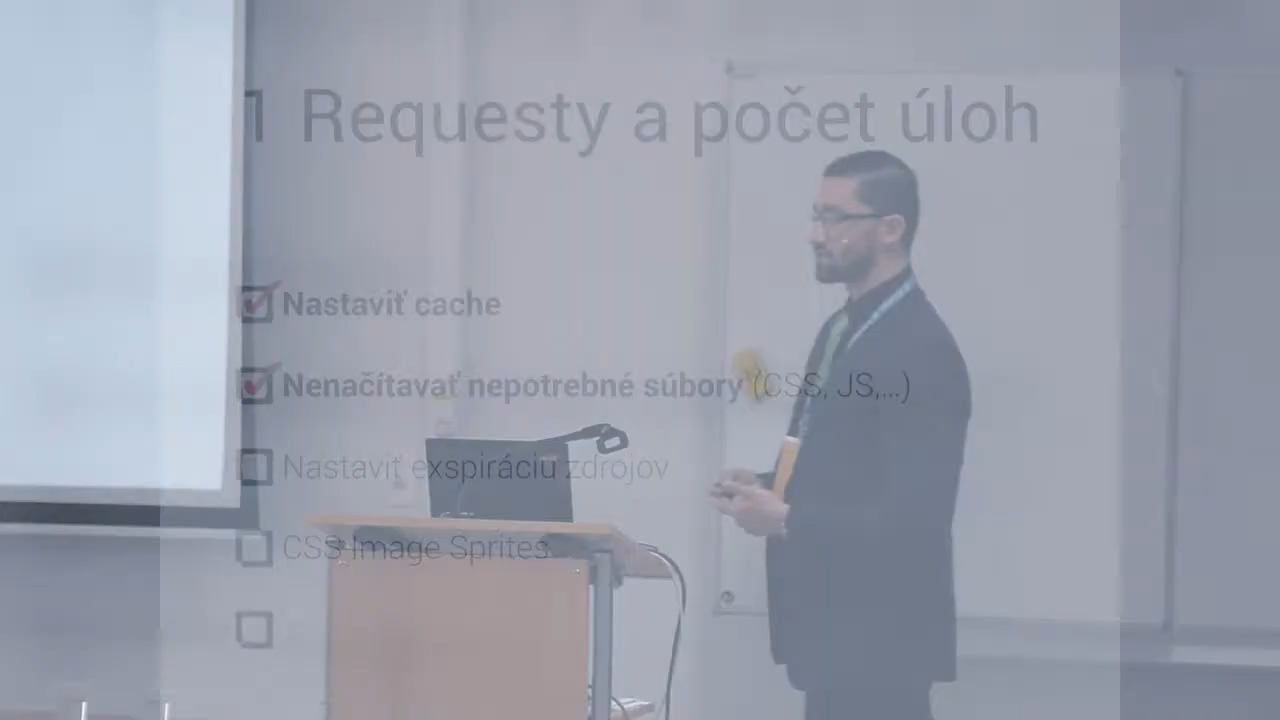 1 Requesty a počet úloh
Nastaviť cache
Nenačítavať nepotrebné súbory (CSS, JS,...)
Nastaviť exspiráciu zdrojov
CSS Image Sprites